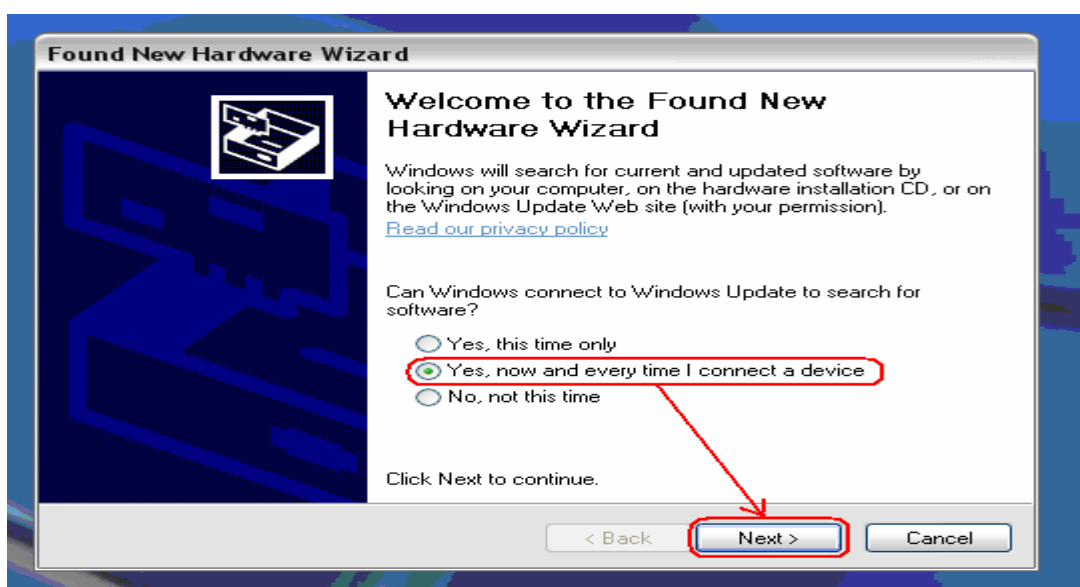 Found New Hardware Wizard
Welcome to the Found New
Hardware Wizard
Windows will search for current and updated software by
looking on your computer, on the hardware installation CD, or on
the Windows Update Web site (with your permission).
Read our privacy policy
Can Windows connect to Windows Update to search for
software?
Yes, this time only
Yes, now and every time I connect a device
No, not this time
Click Next to continue.
< Back
Next >
Cancel